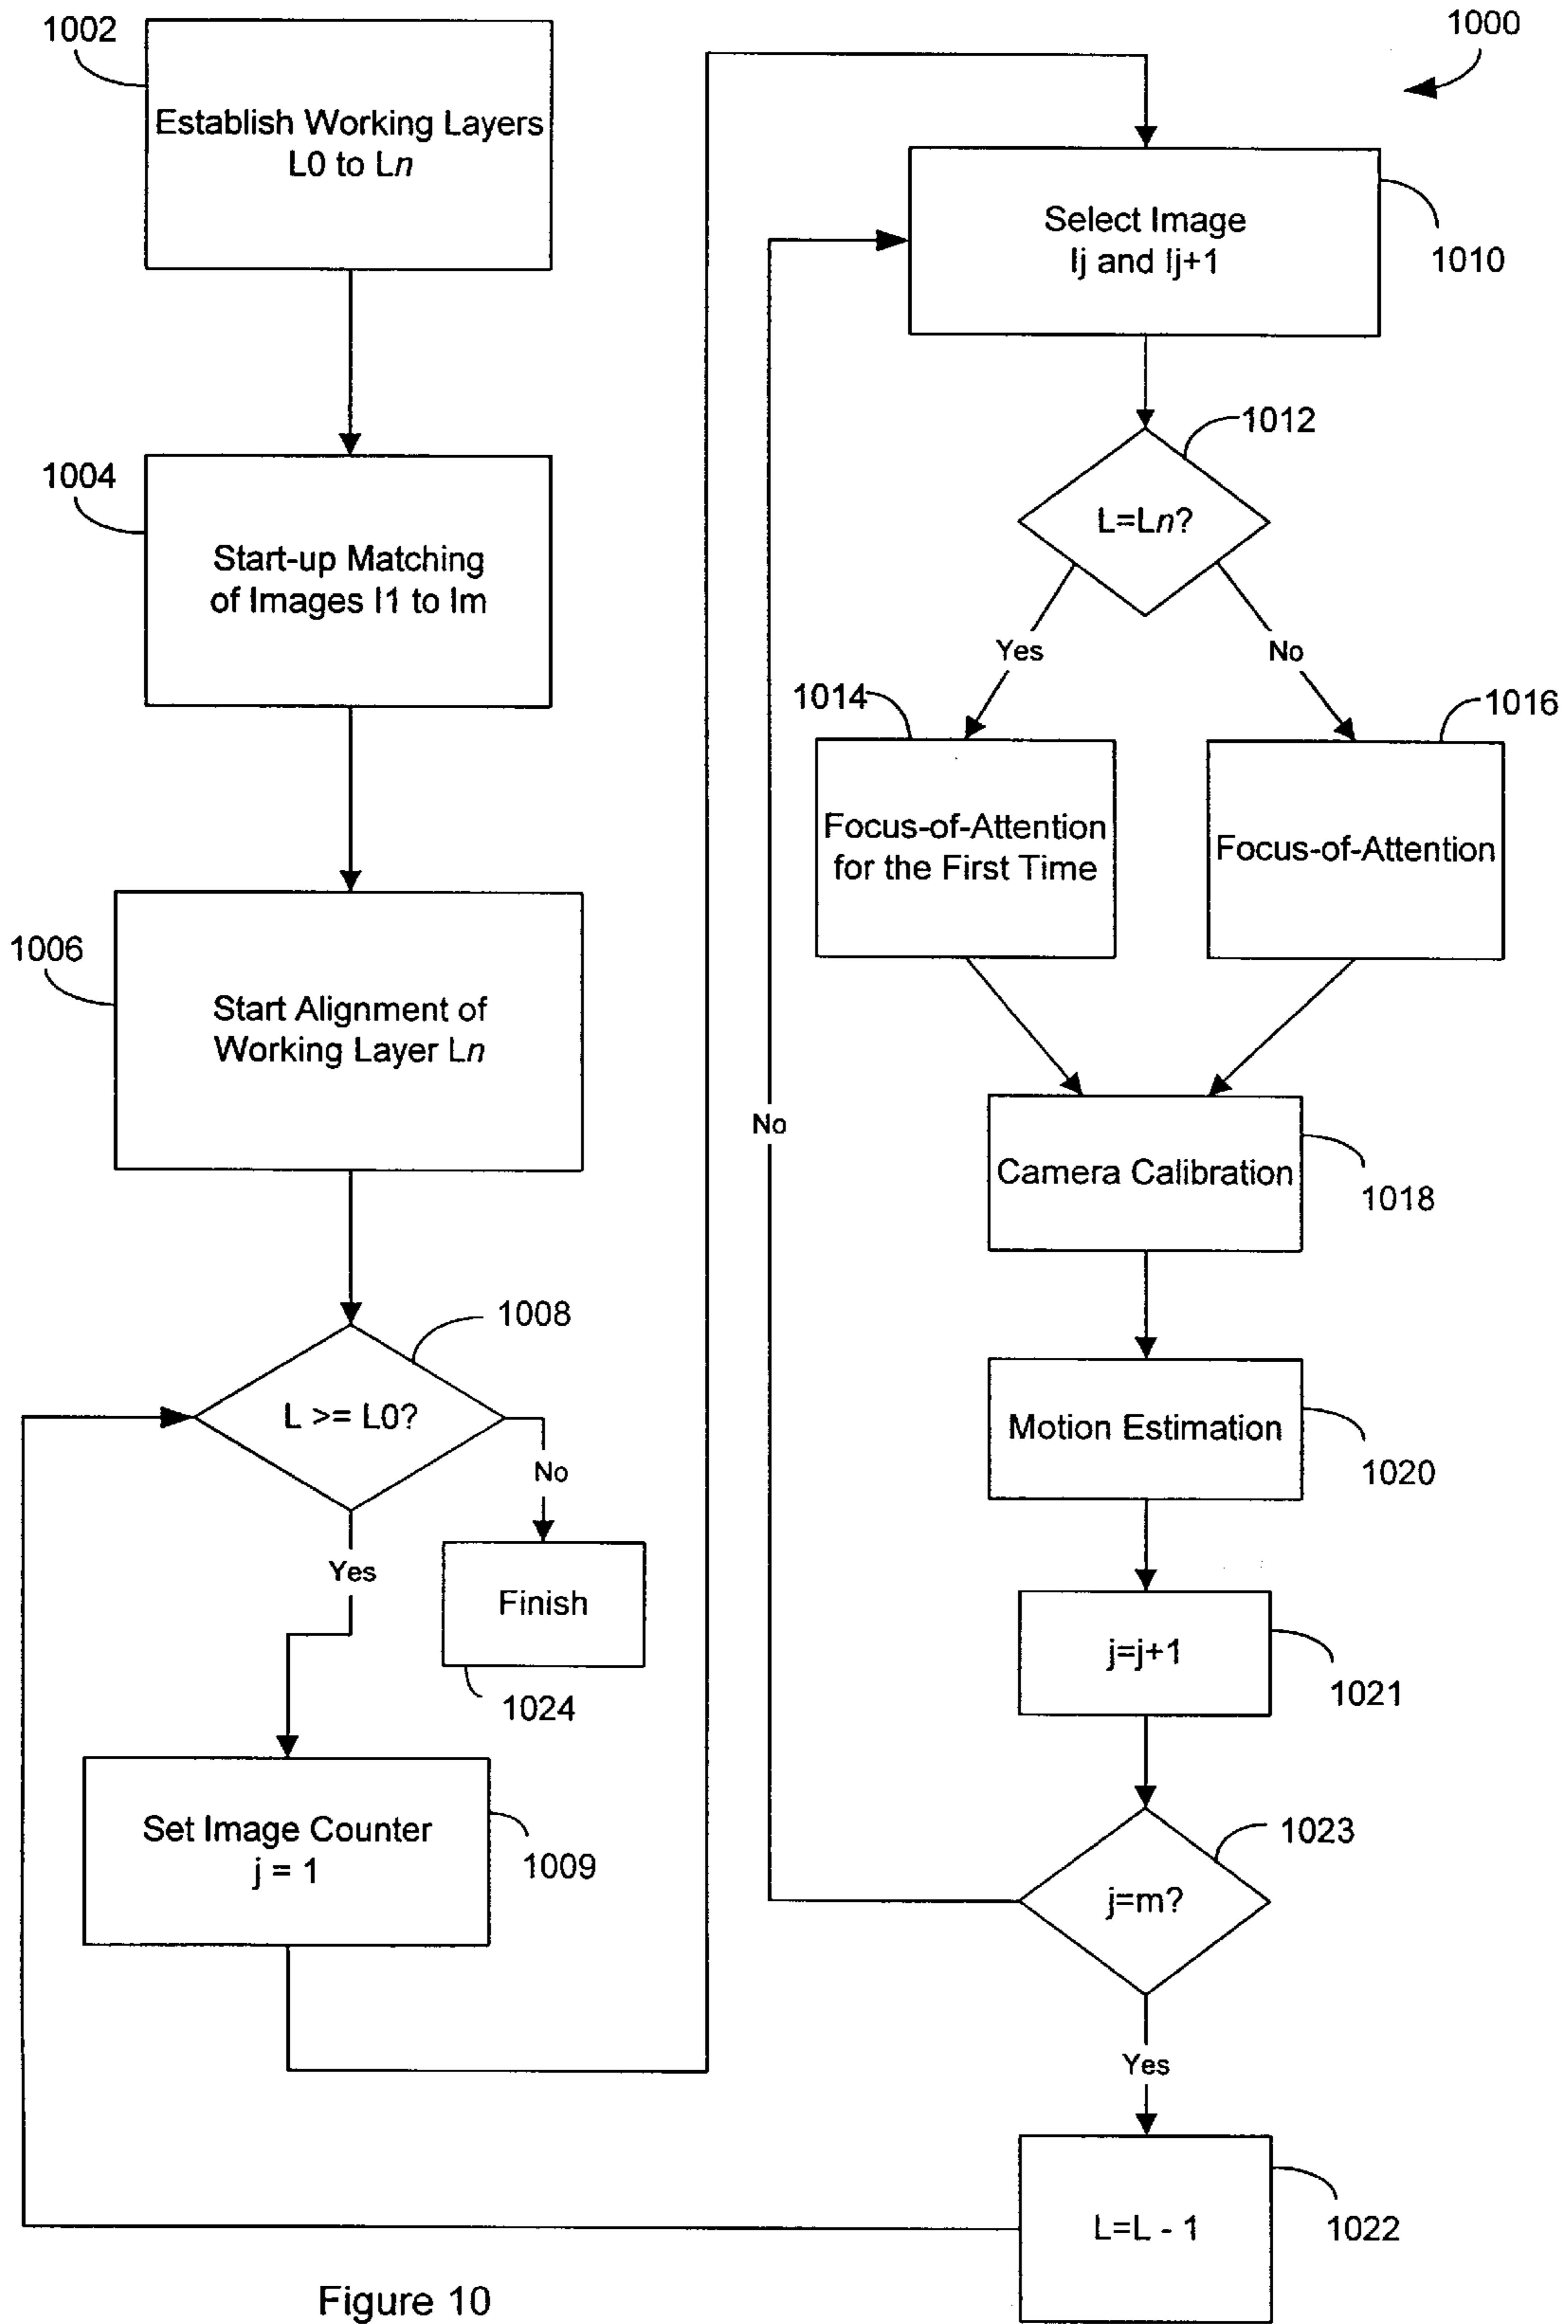 1000
1002
Establish Working Layers
L0 to Ln
1004
Start-up Matching
of Images I1 to Im
1006
Start Alignment of
Working Layer Ln
1008
L >= L0?
No
Finish
1024
Yes
Set Image Counter
j = 1
1009
Select Image
Ij and Ij+1
1010
1012
L=Ln?
Yes
No
1014
Focus-of-Attention
for the First Time
1016
Focus-of-Attention
Camera Calibration
1018
Motion Estimation
1020
j=j+1
1021
1023
j=m?
No
Yes
L=L - 1
1022
Figure 10